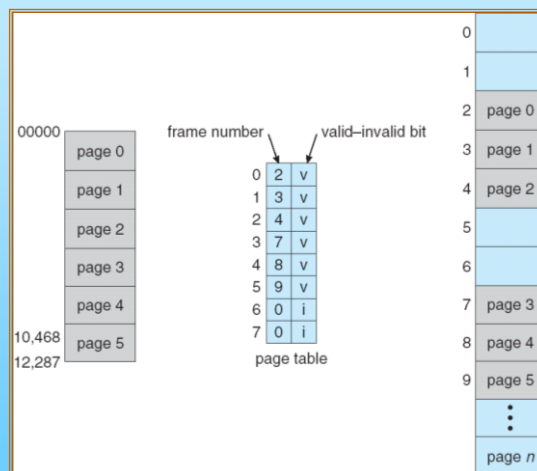 00000
page 0
page 1
page 2
page 3
page 4
10,468
page 5
12,287
frame number
valid–invalid bit
0 2 v
1 3 v
2 4 v
3 7 v
4 8 v
5 9 v
6 0 i
7 0 i
page table
0
1
2 page 0
3 page 1
4 page 2
5
6
7 page 3
8 page 4
9 page 5
page n